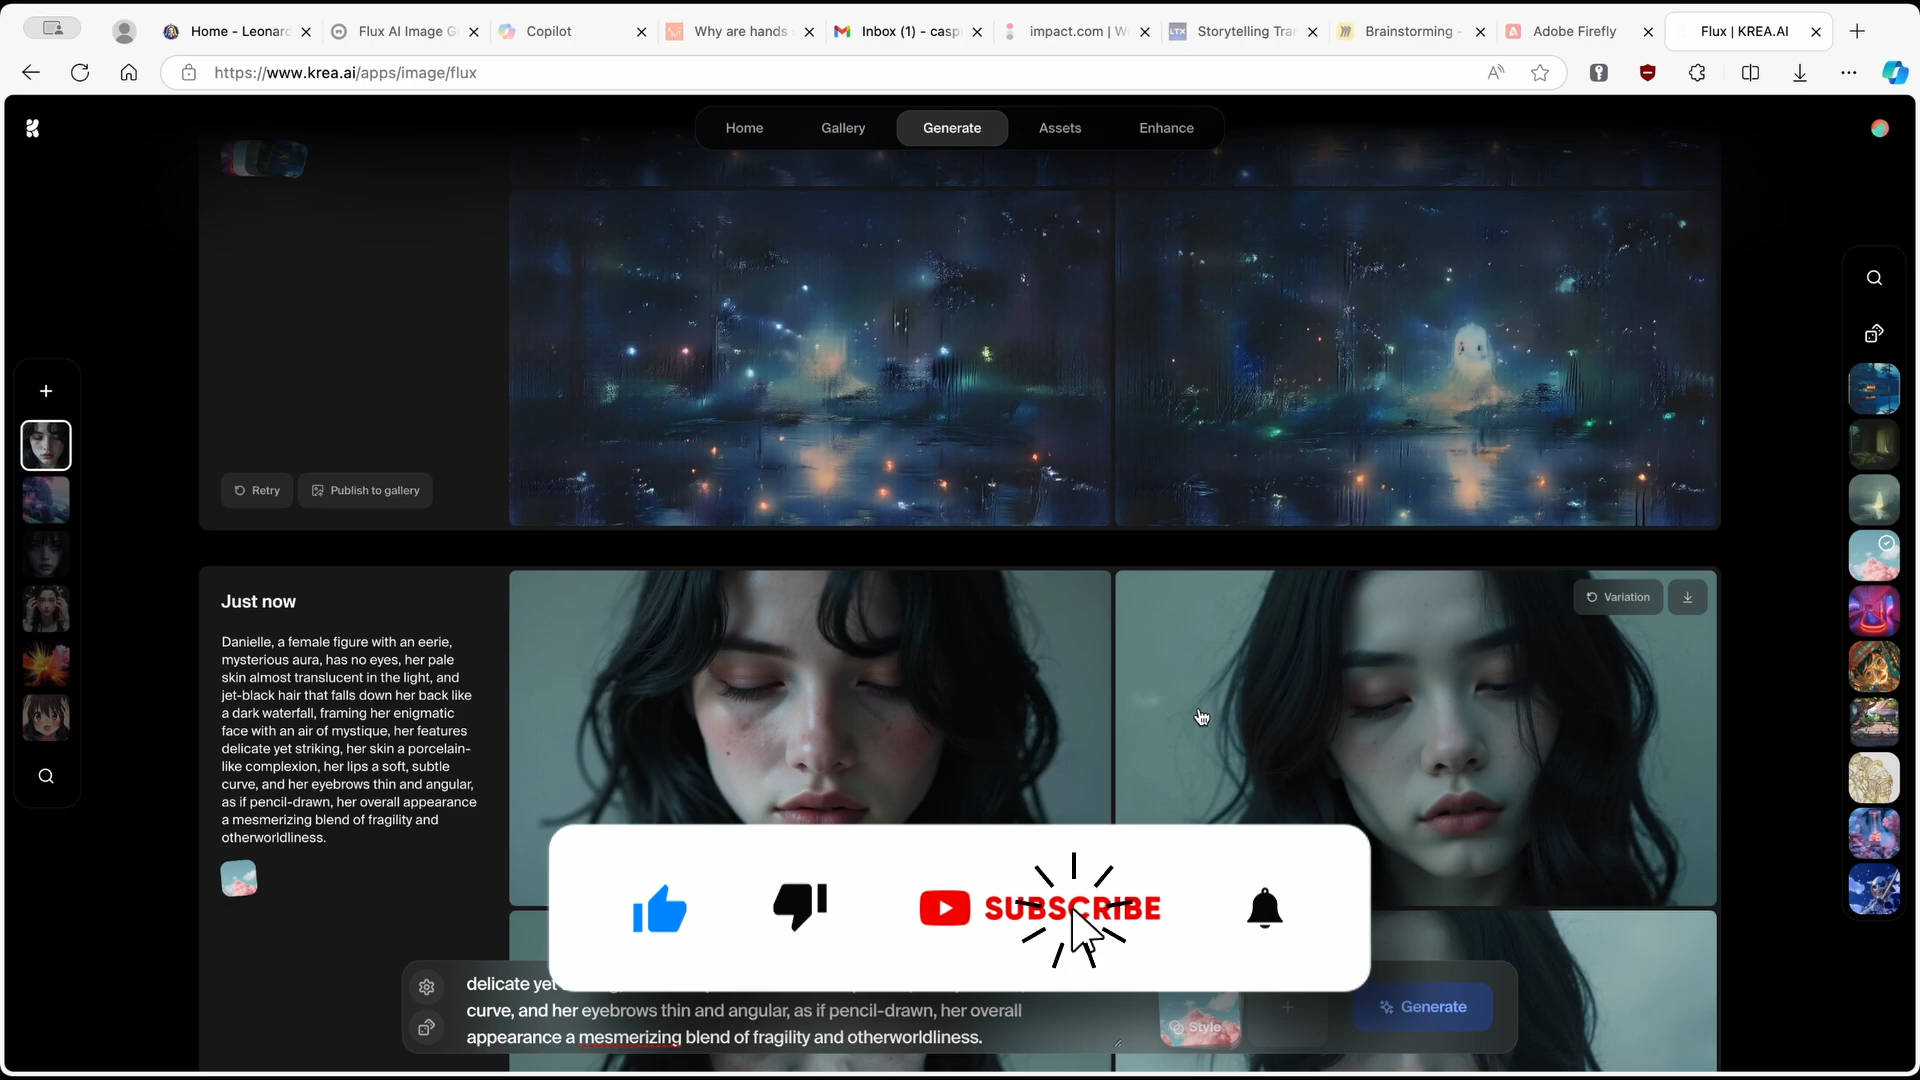 Home - Leonard
Flux AI Image G
Copilot
Why are hands
Inbox (1) - casp
impact.com | W
LTX
Storytelling Tra
Brainstorming -
Adobe Firefly
Flux | KREA.AI
https://www.krea.ai/apps/image/flux
Home
Gallery
Generate
Assets
Enhance
Retry
Publish to gallery
Just now
Variation
Danielle, a female figure with an eerie,
mysterious aura, has no eyes, her pale
skin almost translucent in the light, and
jet-black hair that falls down her back like
a dark waterfall, framing her enigmatic
face with an air of mystique, her features
delicate yet striking, her skin a porcelain-
like complexion, her lips a soft, subtle
curve, and her eyebrows thin and angular,
as if pencil-drawn, her overall appearance
a mesmerizing blend of fragility and
otherworldliness.
SUBSCRIBE
delicate yet
curve, and her eyebrows thin and angular, as if pencil-drawn, her overall
appearance a mesmerizing blend of fragility and otherworldliness.
Style
Generate